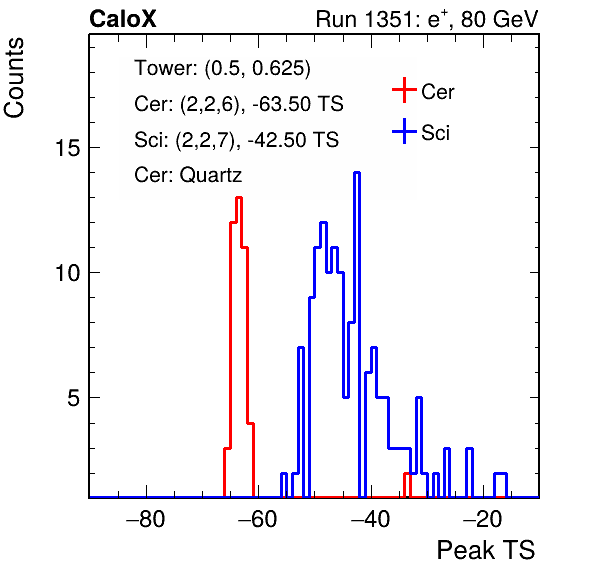 CaloX Run 1351: e⁺, 80 GeV
Counts
Tower: (0.5, 0.625)
Cer: (2,2,6), -63.50 TS
Sci: (2,2,7), -42.50 TS
Cer: Quartz
Cer
Sci
15
10
5
−80 −60 −40 −20
Peak TS